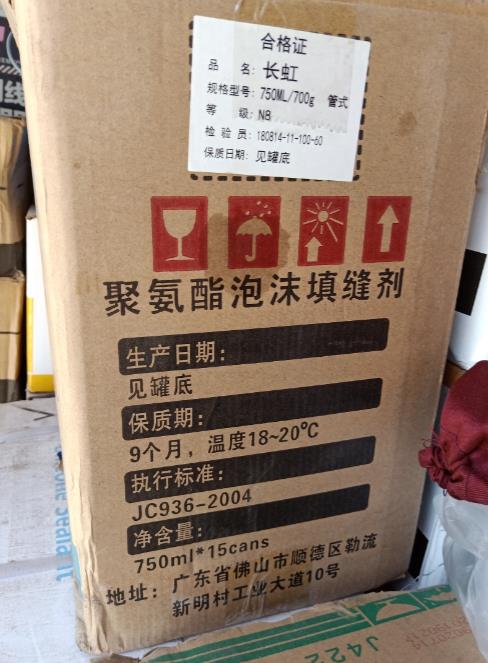 合格证
品 名：长虹
规格型号：750ML/700g 管式
等 级：N8
检 验 员：180814-11-100-60
保质日期：见罐底
聚氨酯泡沫填缝剂
生产日期：
见罐底
保质期：
9个月，温度18~20℃
执行标准：
JC936-2004
净含量：
750ml*15cans
地址：广东省佛山市顺德区勒流
新明村工业大道10号
one Sealant
J422